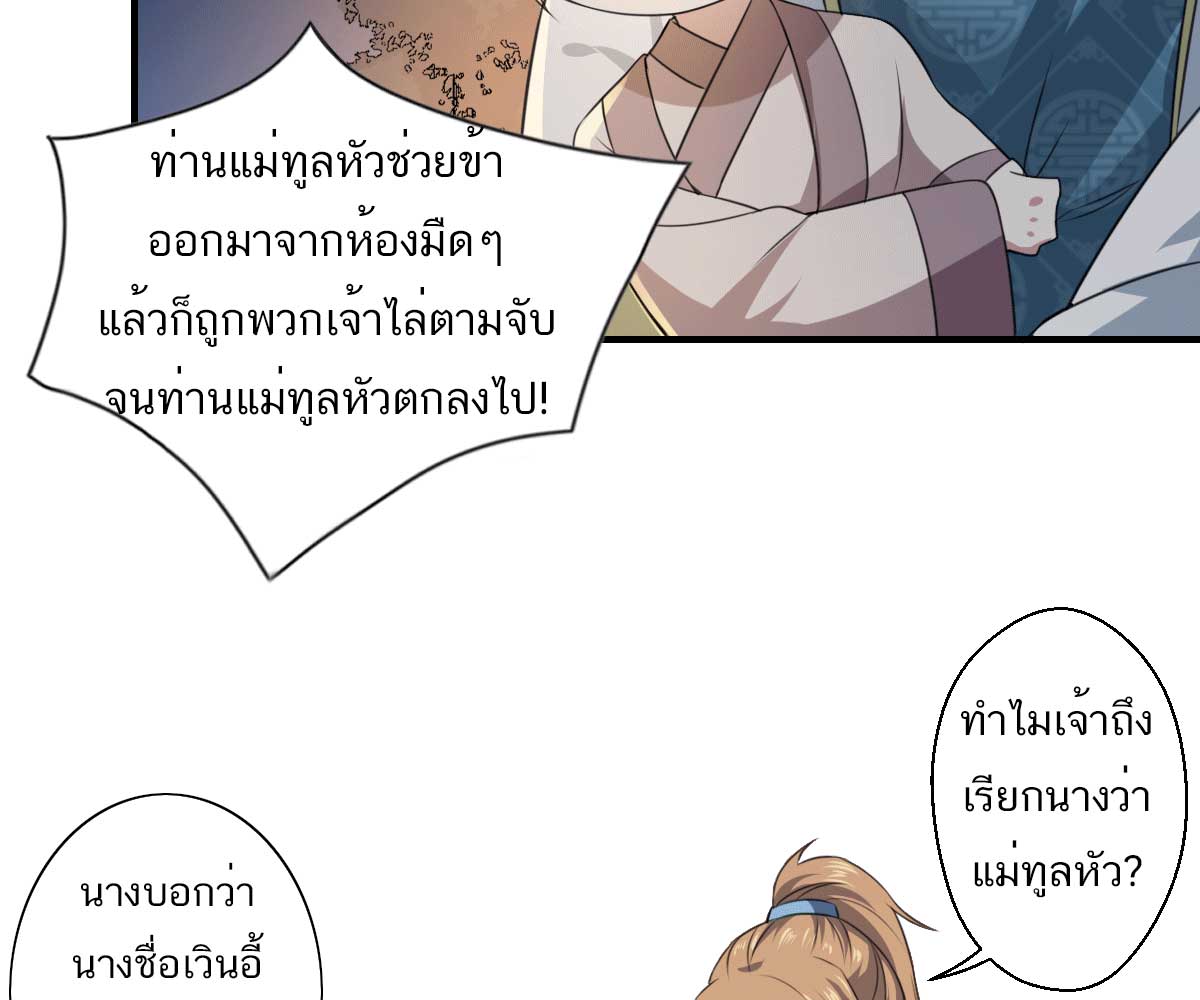 ท่านแม่ทูลหัวช่วยข้า
ออกมาจากห้องมืดๆ
แล้วก็ถูกพวกเจ้าไล่ตามจับ
จนท่านแม่ทูลหัวตกลงไป!
ทำไมเจ้าถึง
เรียกนางว่า
แม่ทูลหัว?
นางบอกว่า
นางชื่อเวินอี้